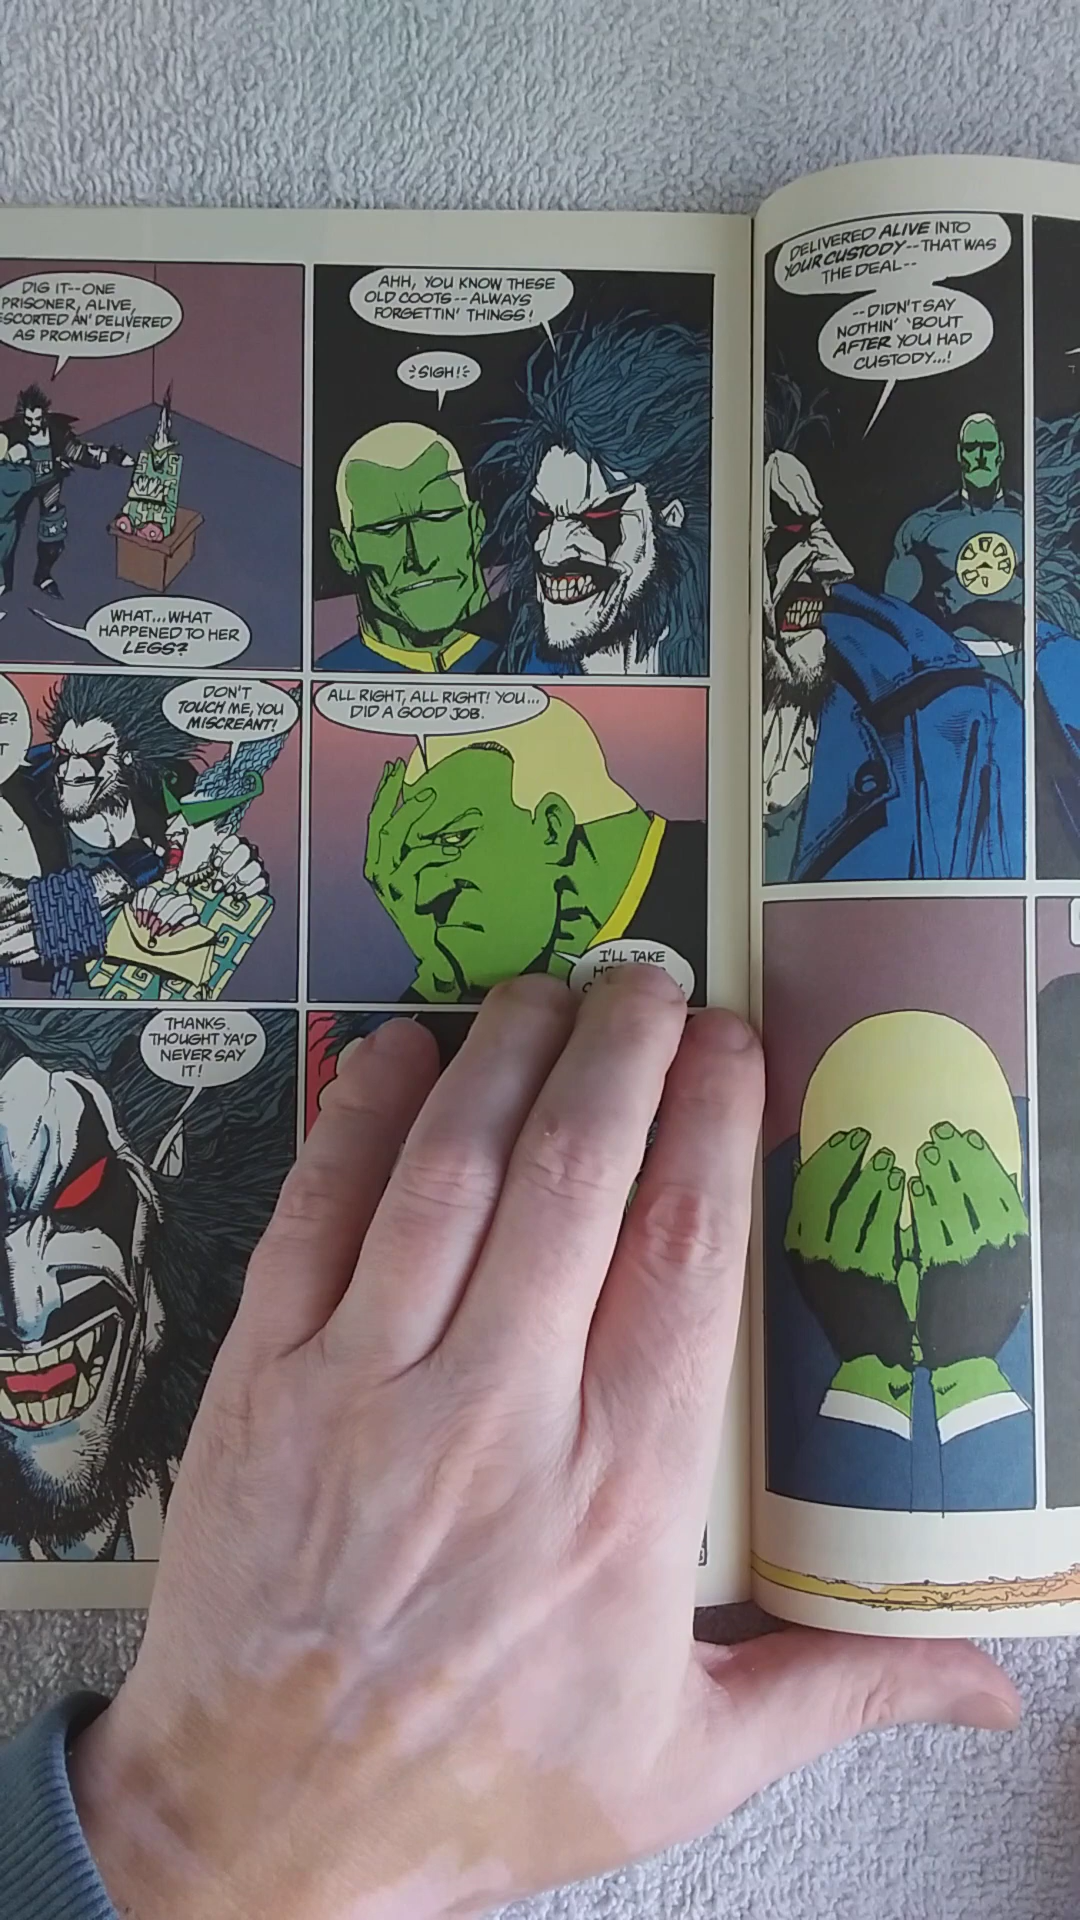 DIG IT--ONE
PRISONER, ALIVE,
ESCORTED AN' DELIVERED
AS PROMISED!
WHAT...WHAT
HAPPENED TO HER
LEGS?
AHH, YOU KNOW THESE
OLD COOTS--ALWAYS
FORGETTIN' THINGS!
SIGH!
DON'T
TOUCH ME, YOU
MISCREANT!
ALL RIGHT, ALL RIGHT! YOU...
DID A GOOD JOB.
I'LL TAKE
THANKS.
THOUGHT YA'D
NEVER SAY
IT!
DELIVERED ALIVE INTO
YOUR CUSTODY--THAT WAS
THE DEAL--
--DIDN'T SAY
NOTHIN' 'BOUT
AFTER YOU HAD
CUSTODY...!